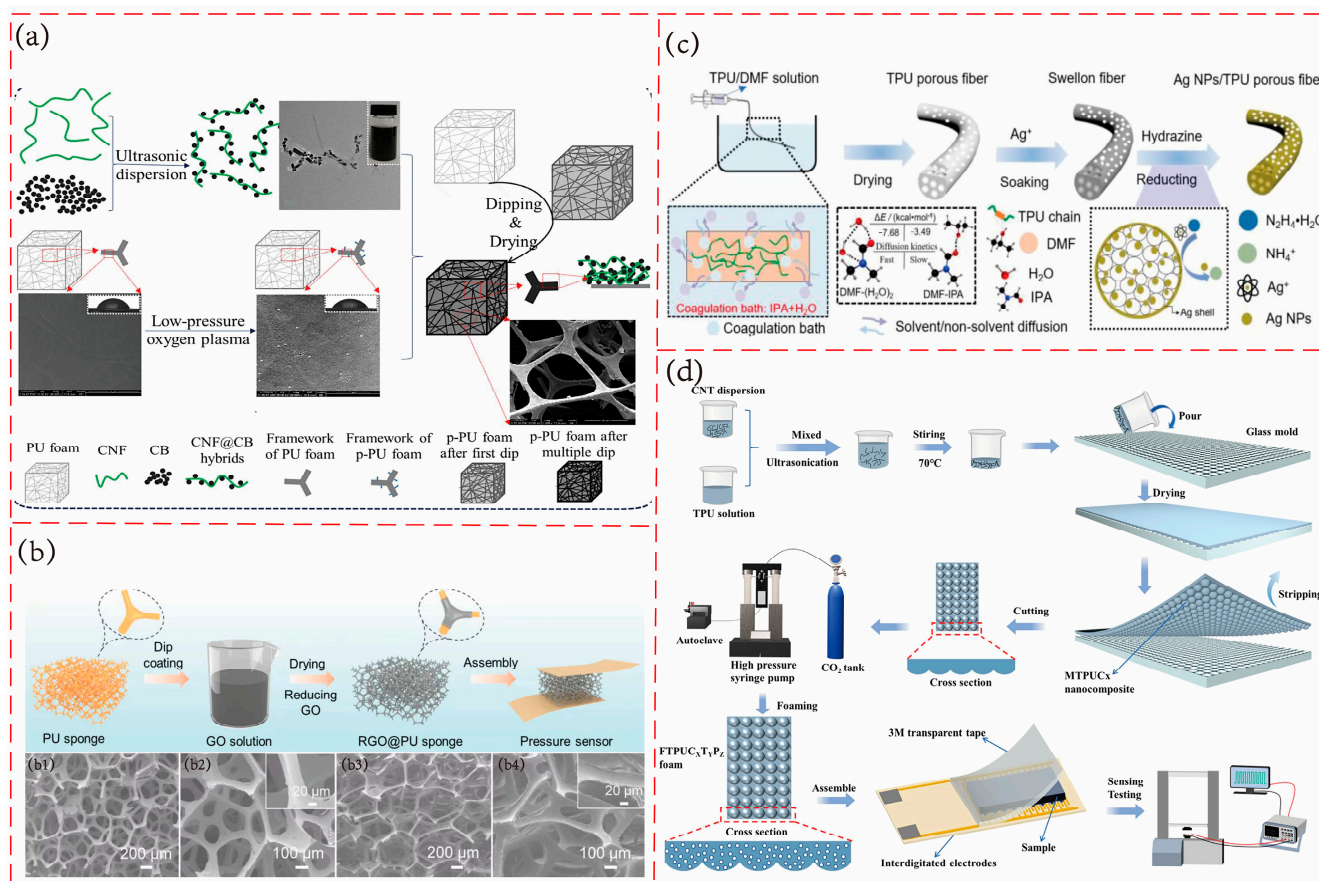 (a)
Ultrasonic
dispersion
Dipping
&
Drying
Low-pressure
oxygen plasma
PU foam
CNF
CB
CNF@CB
hybrids
Framework
of PU foam
Framework of
p-PU foam
p-PU foam
after first dip
p-PU foam after
multiple dip
(b)
Dip
coating
Drying
Reducing
GO
Assembly
PU sponge
GO solution
RGO@PU sponge
Pressure sensor
(b1)
200 μm
(b2)
20 μm
100 μm
(b3)
200 μm
(b4)
20 μm
100 μm
(c)
TPU/DMF solution
TPU porous fiber
Swellon fiber
Ag NPs/TPU porous fiber
Drying
Ag⁺
Soaking
Hydrazine
Reducting
Coagulation bath: IPA+H₂O
Coagulation bath
Solvent/non-solvent diffusion
ΔE / (kcal•mol⁻¹)
-7.68
-3.49
Diffusion kinetics
Fast
Slow
DMF-(H₂O)₂
DMF-IPA
TPU chain
DMF
H₂O
IPA
Ag shell
N₂H₄•H₂O
NH₄⁺
Ag⁺
Ag NPs
(d)
CNT dispersion
TPU solution
Mixed
Ultrasonication
Stiring
70℃
Pour
Glass mold
Drying
Stripping
MTPUCx
nanocomposite
Cutting
Cross section
CO₂ tank
Autoclave
High pressure
syringe pump
Foaming
FTPUCXTYPZ
foam
Cross section
Assemble
3M transparent tape
Interdigitated electrodes
Sample
Sensing
Testing